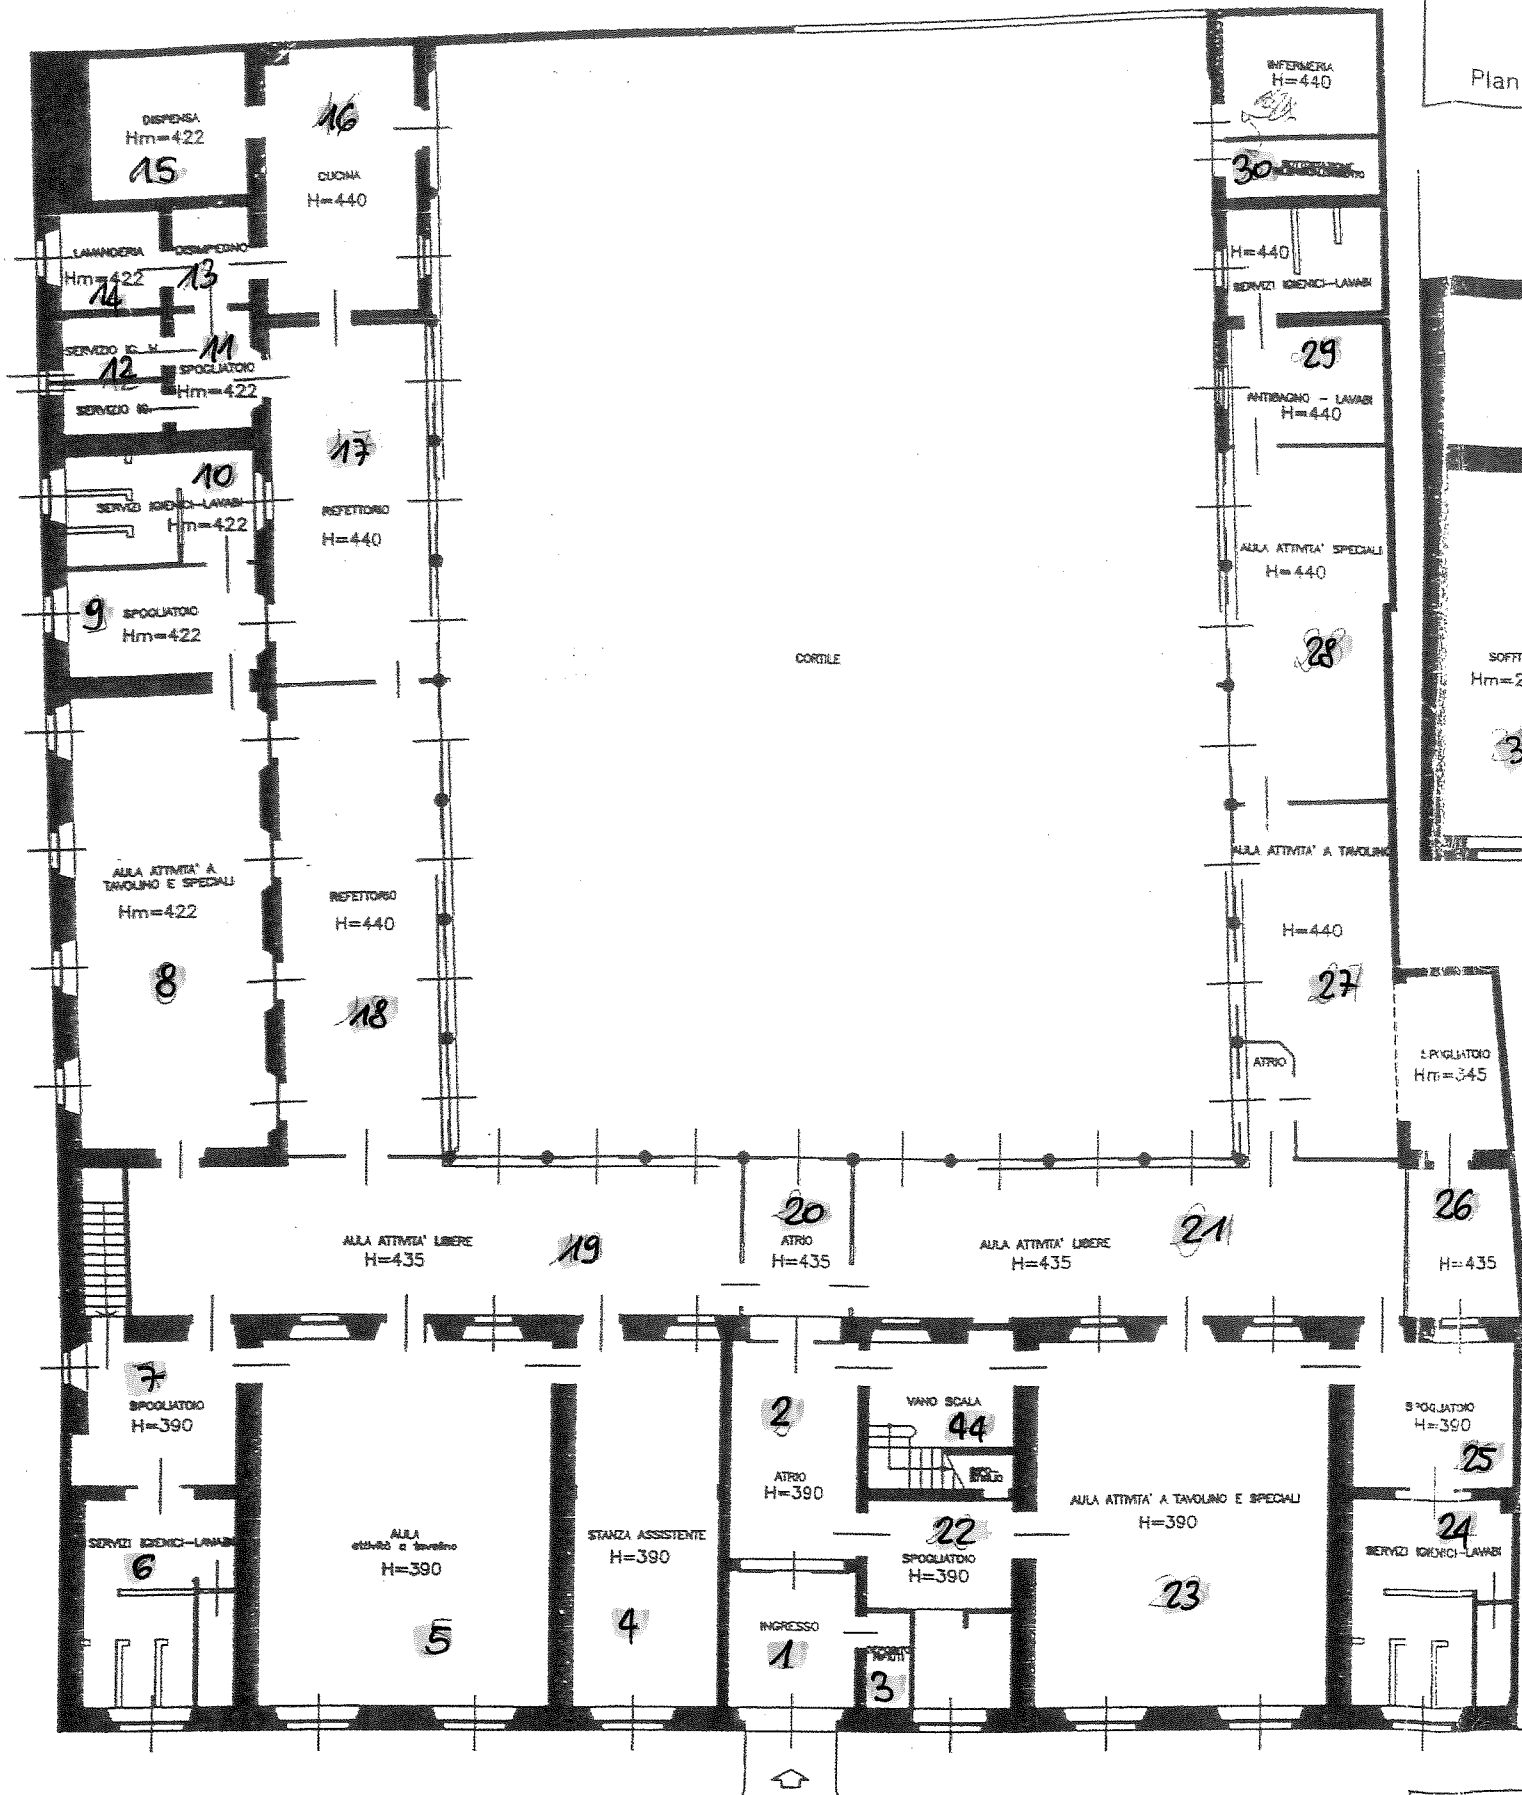 INFERMERIA
H=440
Plan
DISPENSA
Hm=422
15
16
CUCINA
H=440
30
LAVANDERIA
Hm=422
14
DISIMPEGNO
13
H=440
SERVIZI IGIENICI-LAVABI
SERVIZIO IG. H
12
11
SPOGLIATOIO
Hm=422
SERVIZIO IG.
29
ANTIBAGNO - LAVABI
H=440
17
REFETTORIO
H=440
10
SERVIZI IGIENICI-LAVABI
Hm=422
AULA ATTIVITA' SPECIALI
H=440
28
9
SPOGLIATOIO
Hm=422
CORTILE
SOFFI
Hm=2
3
AULA ATTIVITA' A
TAVOLINO E SPECIALI
Hm=422
8
REFETTORIO
H=440
18
AULA ATTIVITA' A TAVOLINO
H=440
27
ATRIO
SPOGLIATOIO
Hm=345
AULA ATTIVITA' LIBERE
H=435
19
20
ATRIO
H=435
AULA ATTIVITA' LIBERE
H=435
21
26
H=435
7
SPOGLIATOIO
H=390
2
ATRIO
H=390
VANO SCALA
44
SPOGLIATOIO
H=390
25
SERVIZI IGIENICI-LAVABI
6
AULA
attività a tavolino
H=390
5
STANZA ASSISTENTE
H=390
4
INGRESSO
1
22
SPOGLIATOIO
H=390
DEPOSITO
RIFIUTI
3
AULA ATTIVITA' A TAVOLINO E SPECIALI
H=390
23
24
SERVIZI IGIENICI-LAVABI